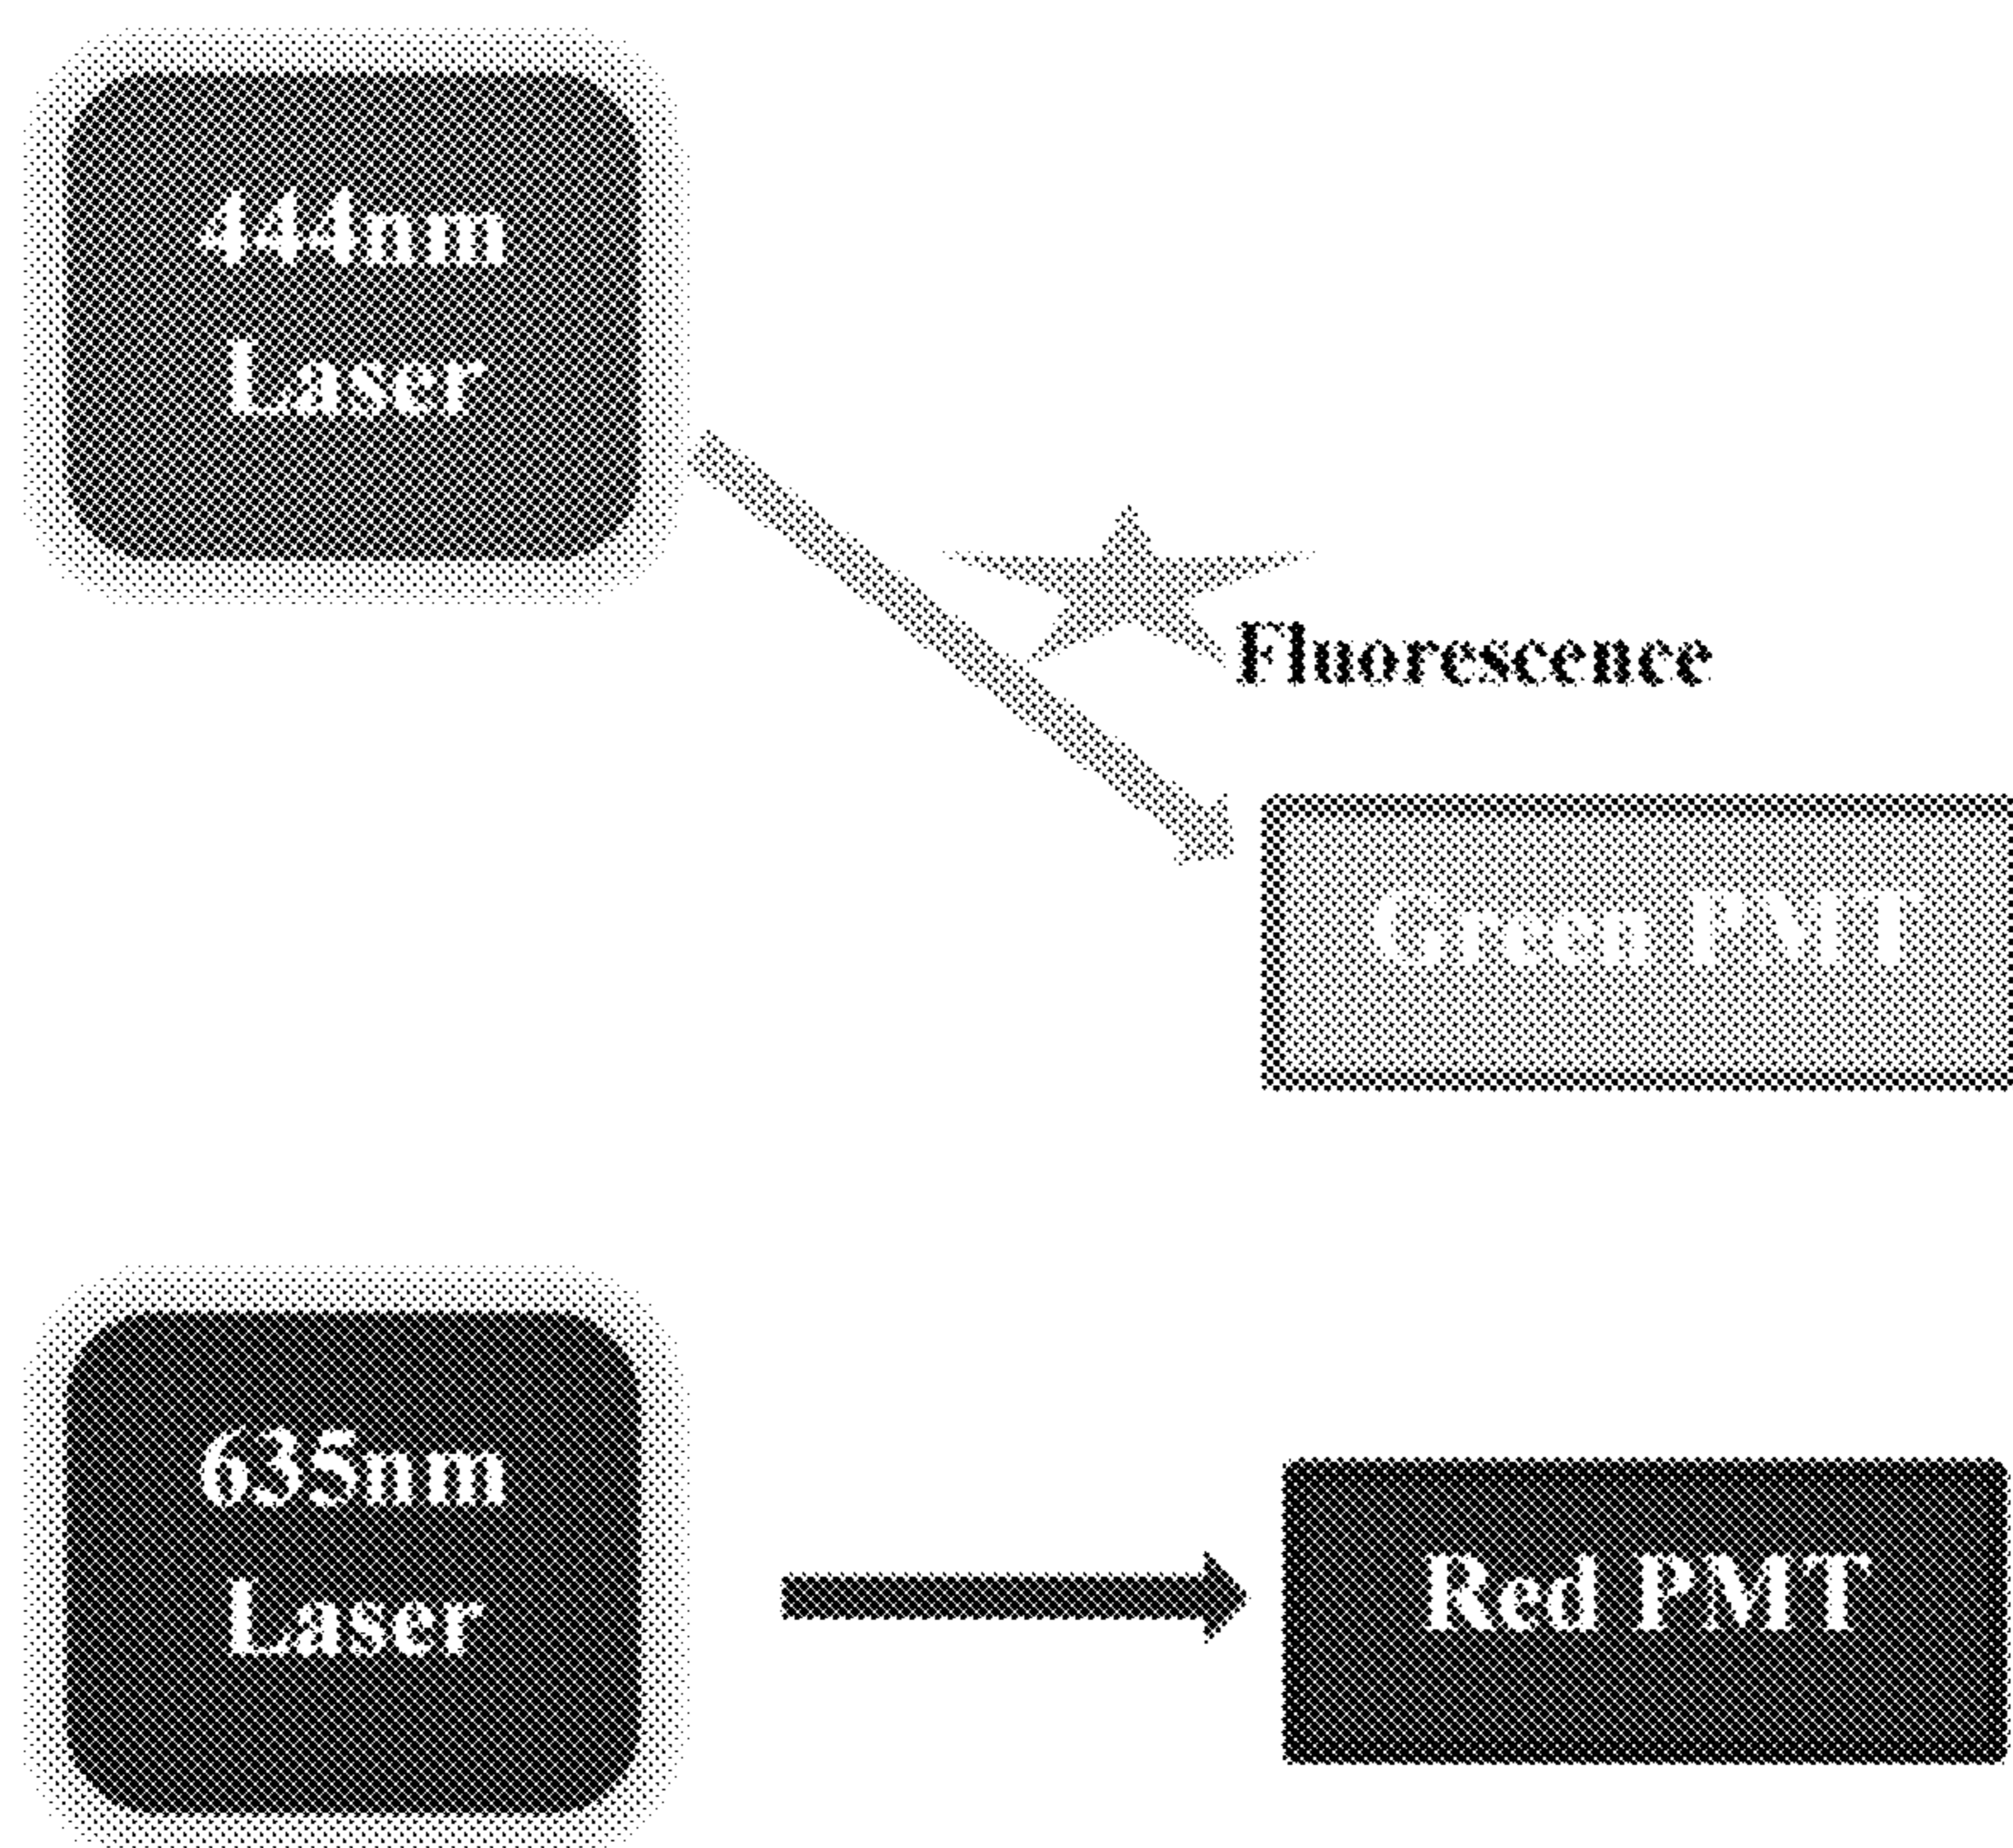 444nm
Laser
Fluorescence
Green PMT
635nm
Laser
Red PMT